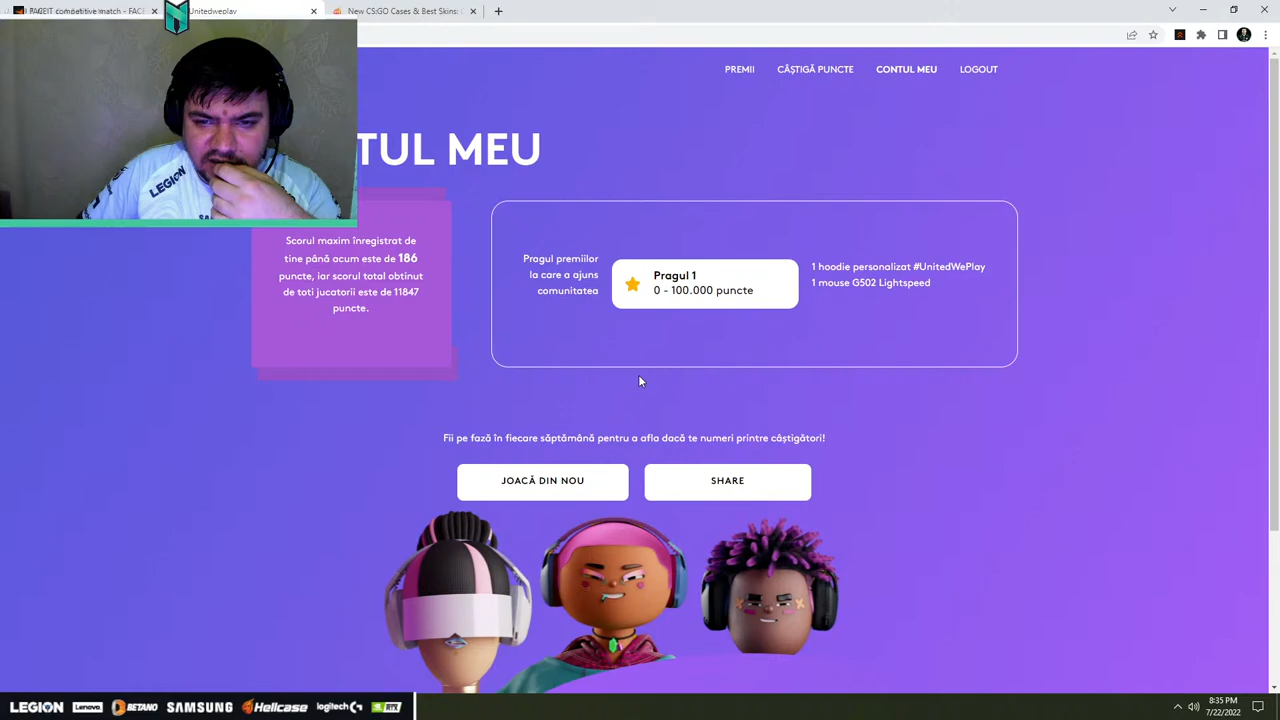 FACEIT Competitive Match - FACE
Unitedweplay
New CS:GO Cases & Best Skins
PREMII
CÂȘTIGĂ PUNCTE
CONTUL MEU
LOGOUT
TUL MEU
Scorul maxim înregistrat de
tine până acum este de 186
puncte, iar scorul total obținut
de toti jucatorii este de 11847
puncte.
Pragul premiilor
la care a ajuns
comunitatea
Pragul 1
0 - 100.000 puncte
1 hoodie personalizat #UnitedWePlay
1 mouse G502 Lightspeed
Fii pe fază în fiecare săptămână pentru a afla dacă te numeri printre câștigători!
JOACĂ DIN NOU
SHARE
LEGION
LEGION
Lenovo
BETANO
SAMSUNG
Hellcase
logitech G
RTX
8:35 PM
7/22/2022